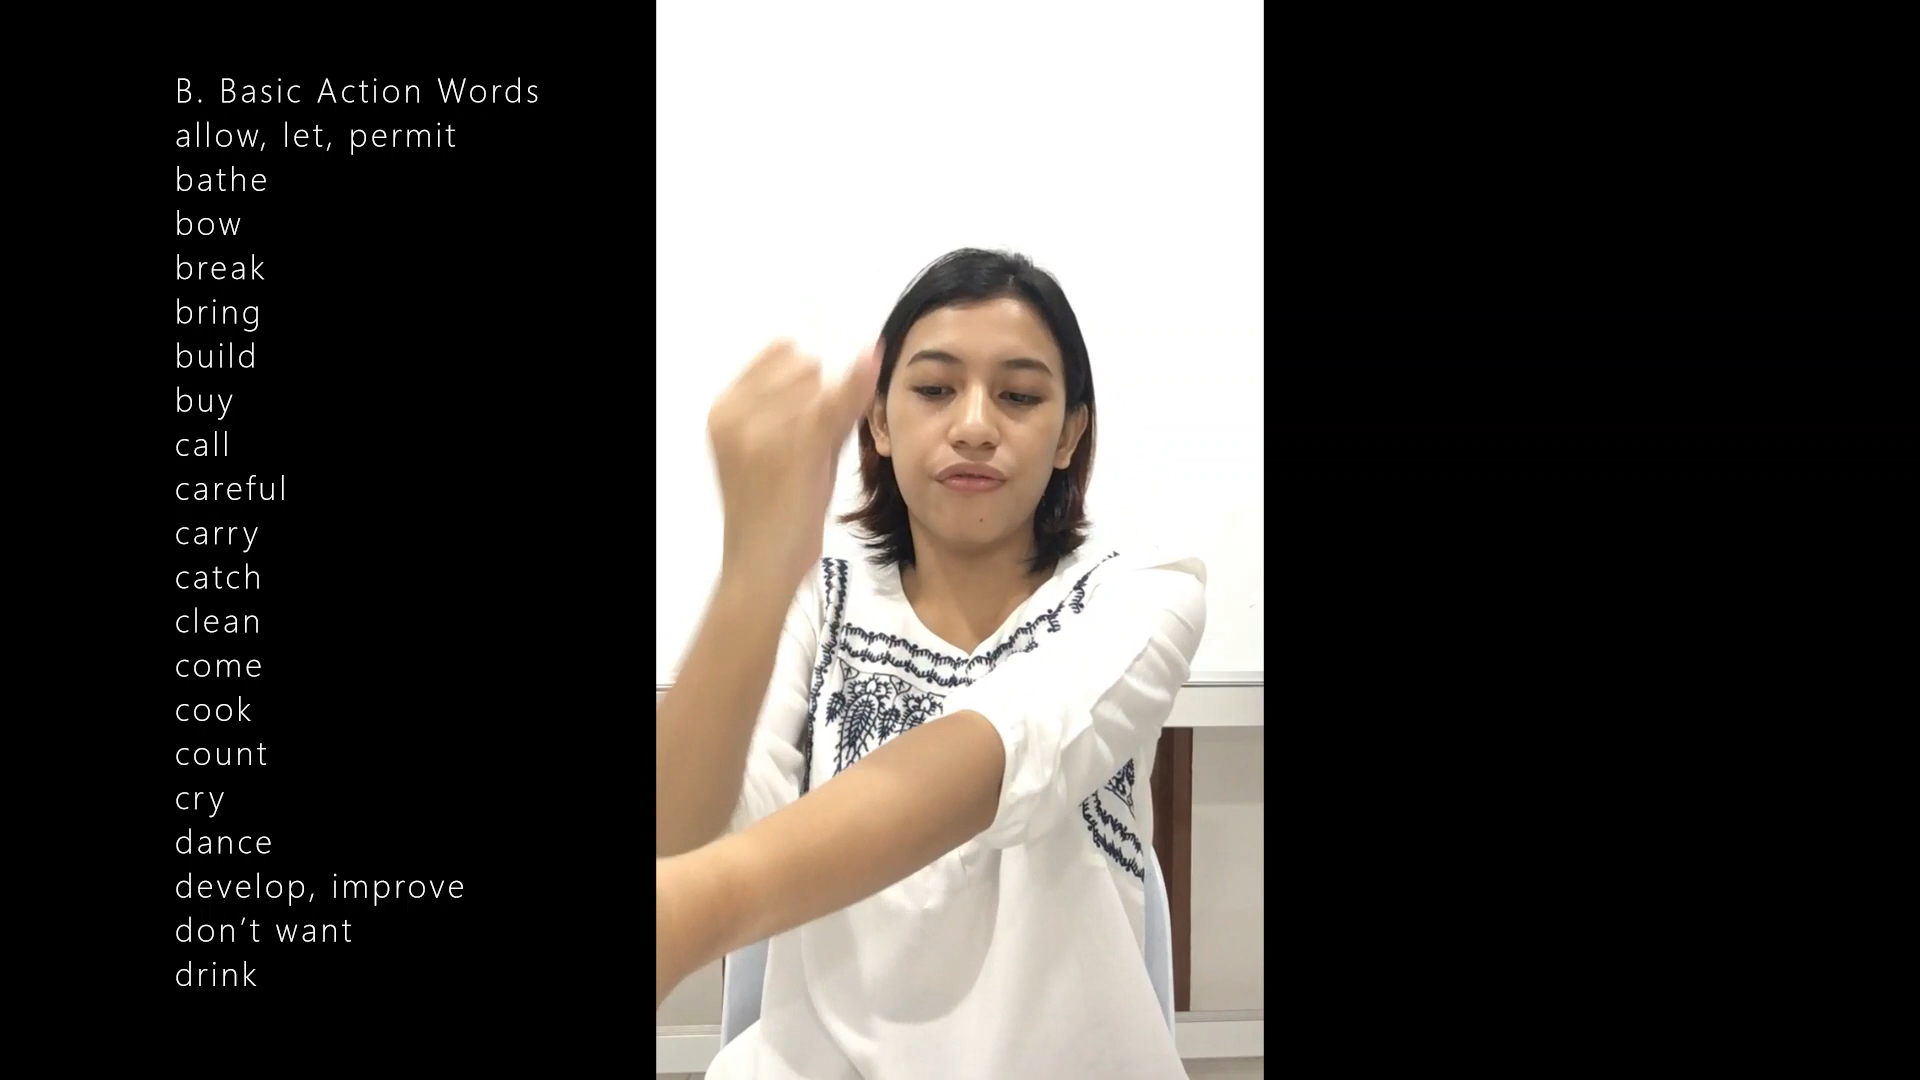 B. Basic Action Words
allow, let, permit
bathe
bow
break
bring
build
buy
call
careful
carry
catch
clean
come
cook
count
cry
dance
develop, improve
don’t want
drink